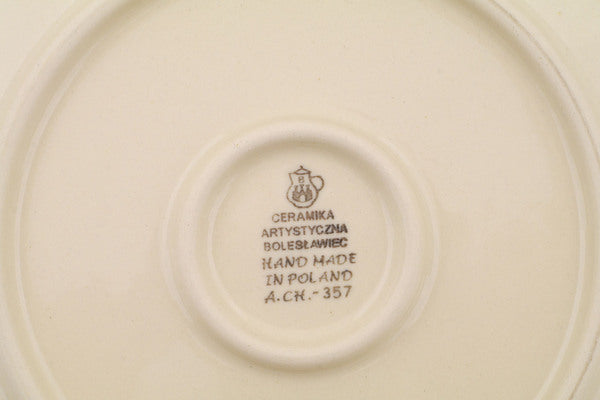 CERAMIKA
ARTYSTYCZNA
BOLESŁAWIEC
HAND MADE
IN POLAND
A.CH.-357